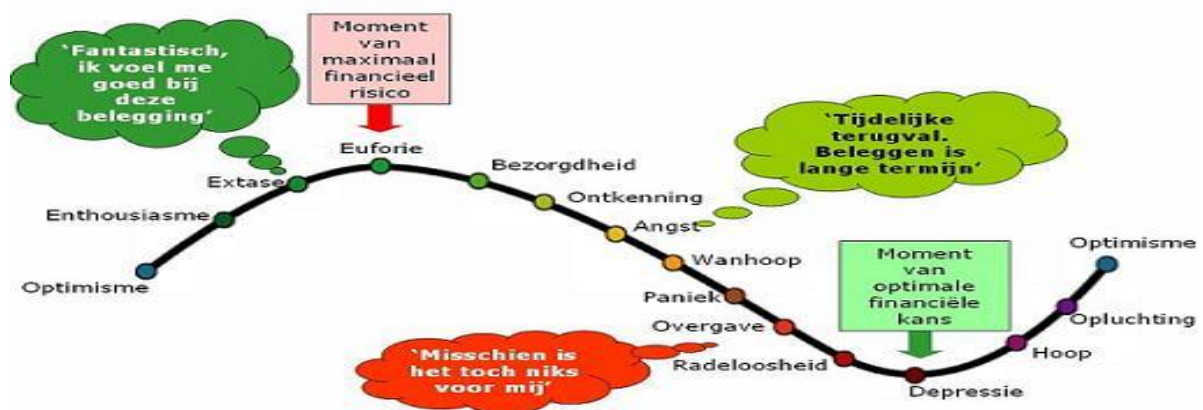 ‘Fantastisch,
ik voel me
goed bij
deze
belegging’
Moment
van
maximaal
financieel
risico
‘Tijdelijke
terugval.
Beleggen is
lange termijn’
Euforie
Bezorgdheid
Extase
Ontkenning
Enthousiasme
Angst
Optimisme
Wanhoop
Moment
van
optimale
financiële
kans
Optimisme
Paniek
Overgave
Opluchting
‘Misschien is
het toch niks
voor mij’
Radeloosheid
Hoop
Depressie